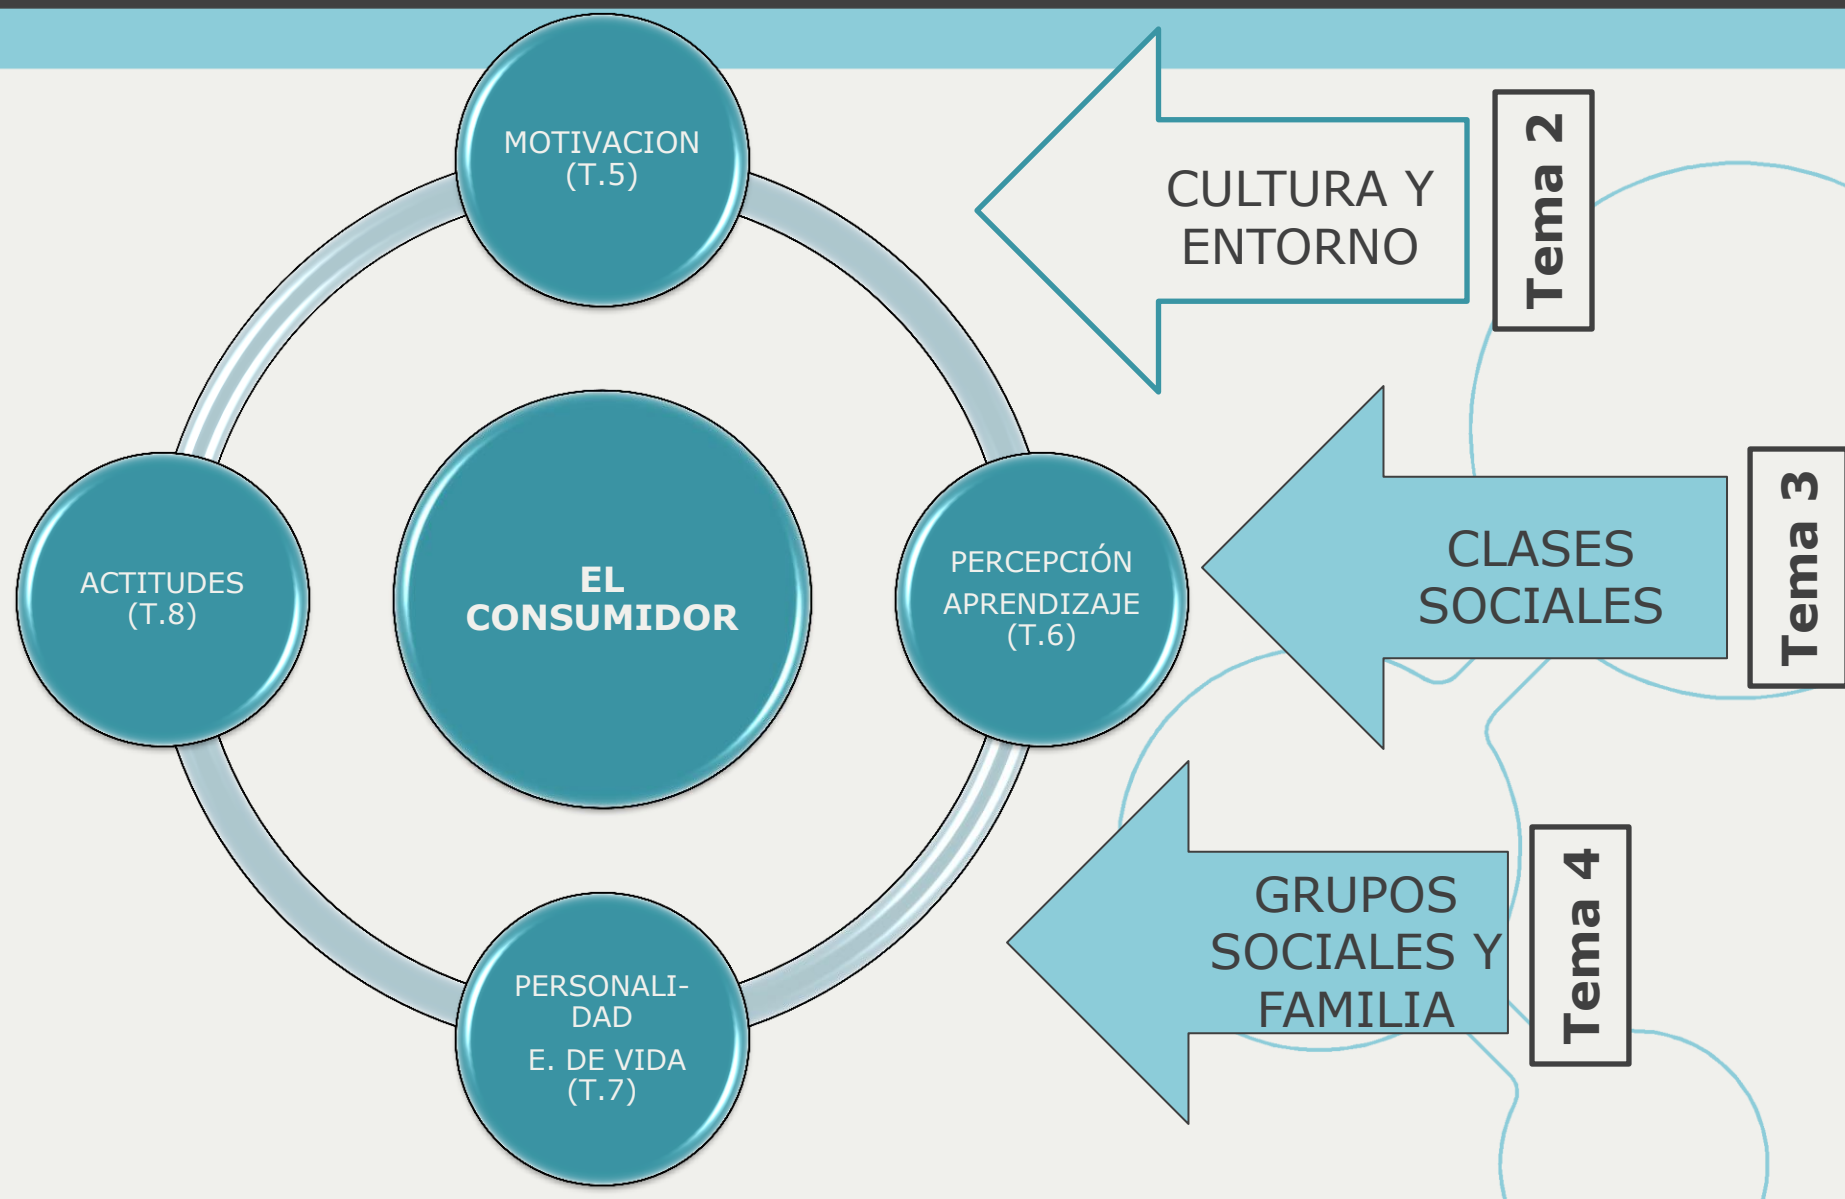 MOTIVACION
(T.5)
PERCEPCIÓN
APRENDIZAJE
(T.6)
PERSONALI-
DAD
E. DE VIDA
(T.7)
ACTITUDES
(T.8)
EL
CONSUMIDOR
CULTURA Y
ENTORNO
Tema 2
CLASES
SOCIALES
Tema 3
GRUPOS
SOCIALES Y
FAMILIA
Tema 4